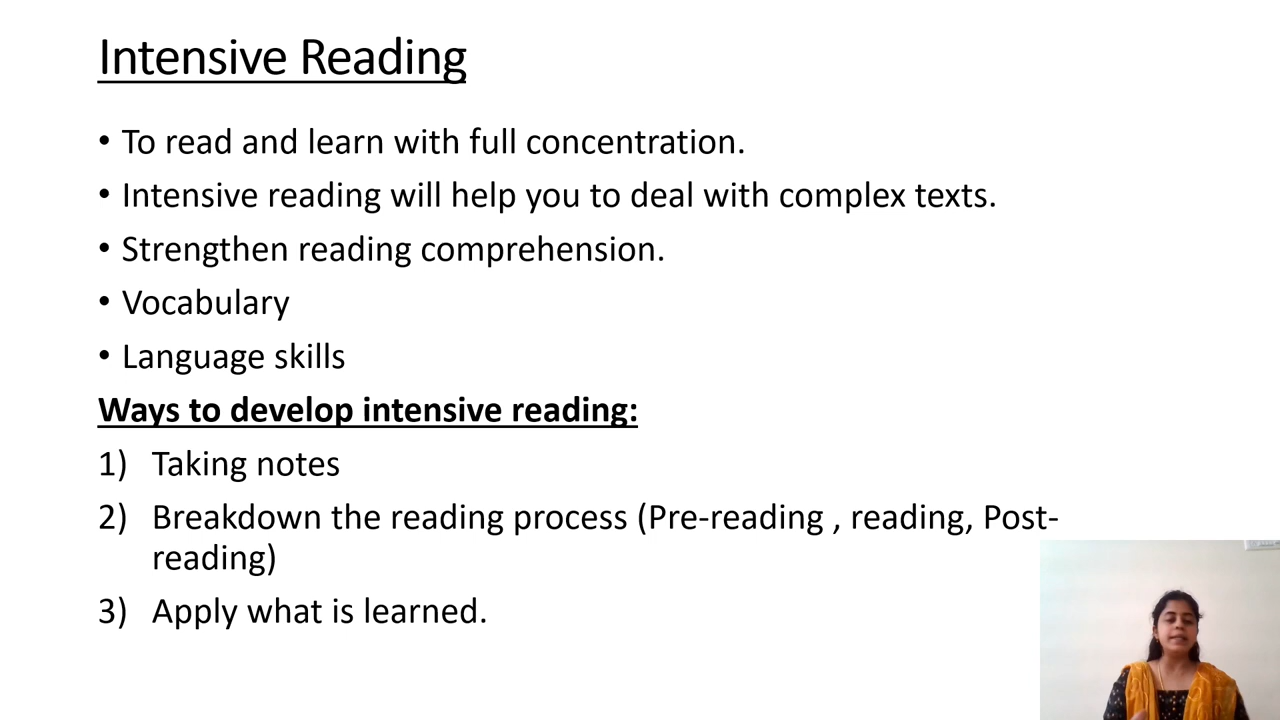 Intensive Reading
• To read and learn with full concentration.
• Intensive reading will help you to deal with complex texts.
• Strengthen reading comprehension.
• Vocabulary
• Language skills
Ways to develop intensive reading:
1) Taking notes
2) Breakdown the reading process (Pre-reading , reading, Post-
reading)
3) Apply what is learned.